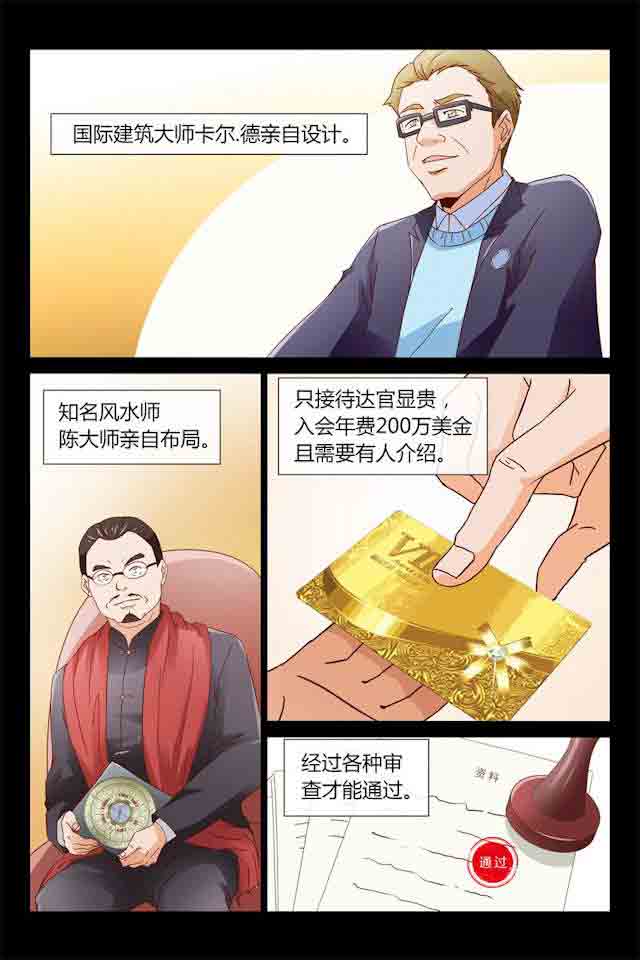 国际建筑大师卡尔.德亲自设计。
知名风水师
陈大师亲自布局。
只接待达官显贵，
入会年费200万美金
且需要有人介绍。
VI
经过各种审
查才能通过。
资料
通过